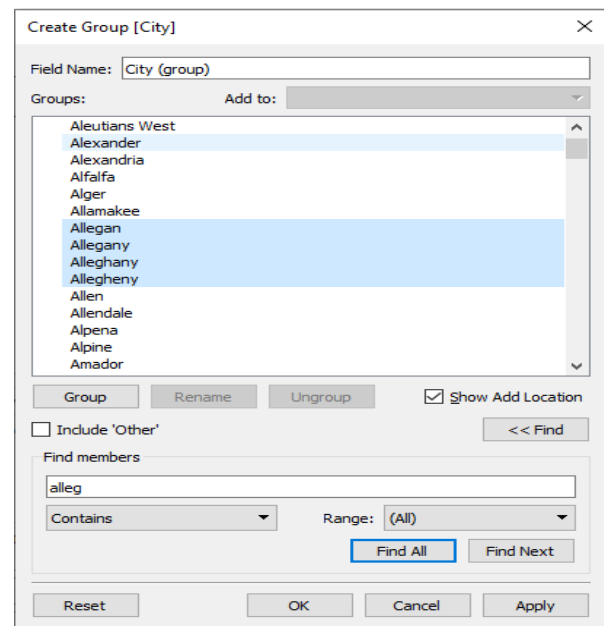 Create Group [City]
Field Name: City (group)
Groups: Add to:
Aleutians West
Alexander
Alexandria
Alfalfa
Alger
Allamakee
Allegan
Allegany
Alleghany
Allegheny
Allen
Allendale
Alpena
Alpine
Amador
Group Rename Ungroup Show Add Location
Include 'Other' << Find
Find members
alleg
Contains Range: (All)
Find All Find Next
Reset OK Cancel Apply